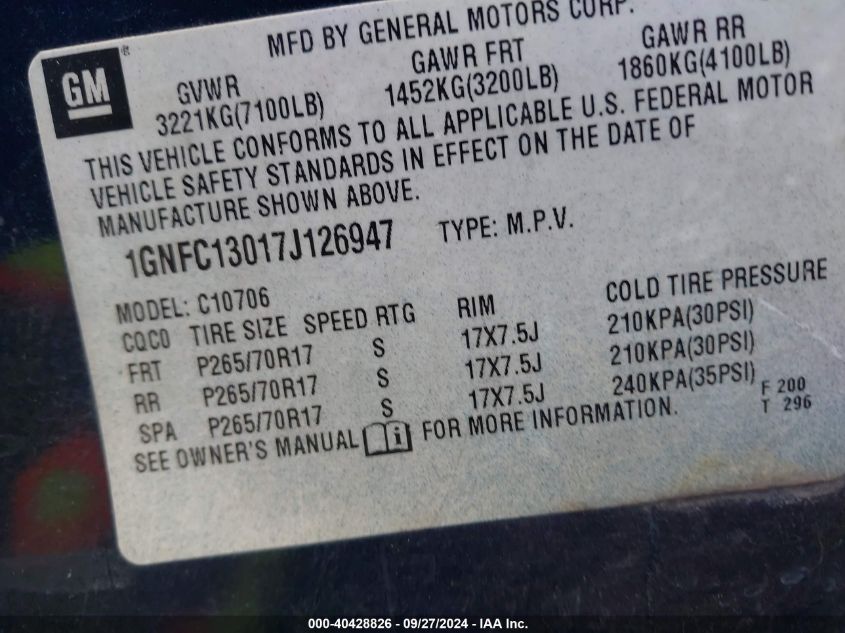 MFD BY GENERAL MOTORS CORP.
GM ®
GVWR GAWR FRT GAWR RR
3221KG(7100LB) 1452KG(3200LB) 1860KG(4100LB)
THIS VEHICLE CONFORMS TO ALL APPLICABLE U.S. FEDERAL MOTOR
VEHICLE SAFETY STANDARDS IN EFFECT ON THE DATE OF
MANUFACTURE SHOWN ABOVE.
1GNFC13017J126947 TYPE: M.P.V.
MODEL: C10706
CQCO TIRE SIZE SPEED RTG RIM COLD TIRE PRESSURE
FRT P265/70R17 S 17X7.5J 210KPA(30PSI)
RR P265/70R17 S 17X7.5J 210KPA(30PSI)
SPA P265/70R17 S 17X7.5J 240KPA(35PSI)
SEE OWNER'S MANUAL i FOR MORE INFORMATION.
F 200
T 296
000-40428826 / 09/27/2024 - IAA Inc.